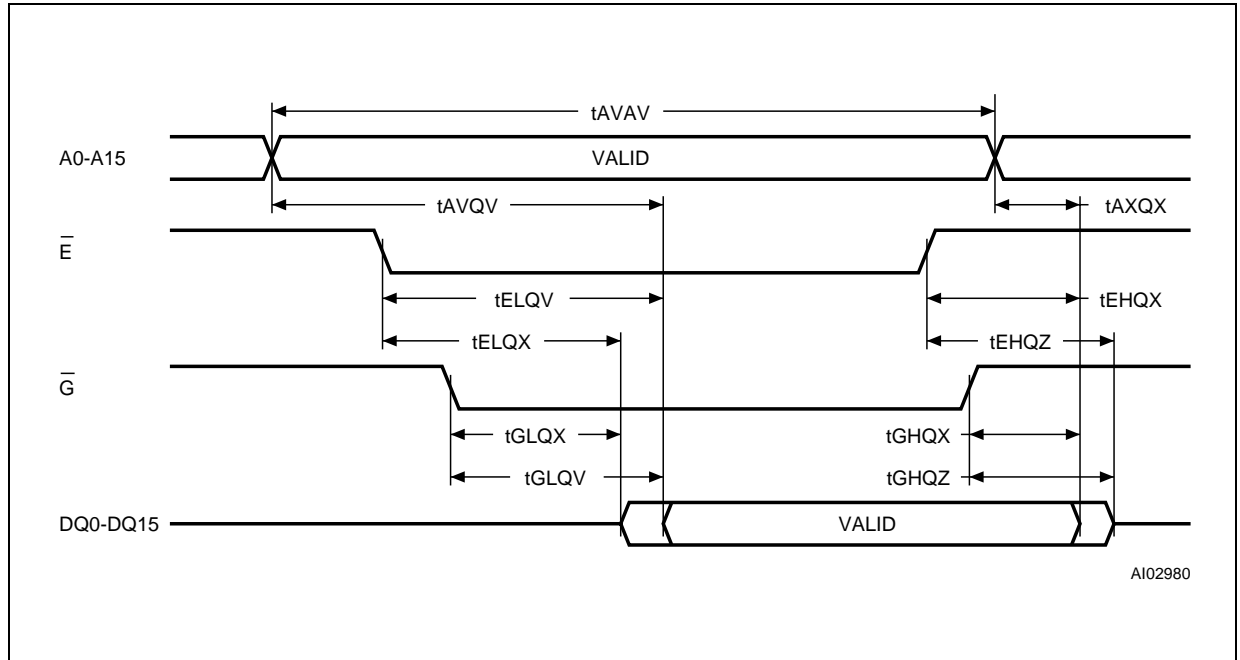 tAVAV
A0-A15 VALID
tAVQV tAXQX
E̅
tELQV tEHQX
tELQX tEHQZ
G̅
tGLQX tGHQX
tGLQV tGHQZ
DQ0-DQ15 VALID
AI02980